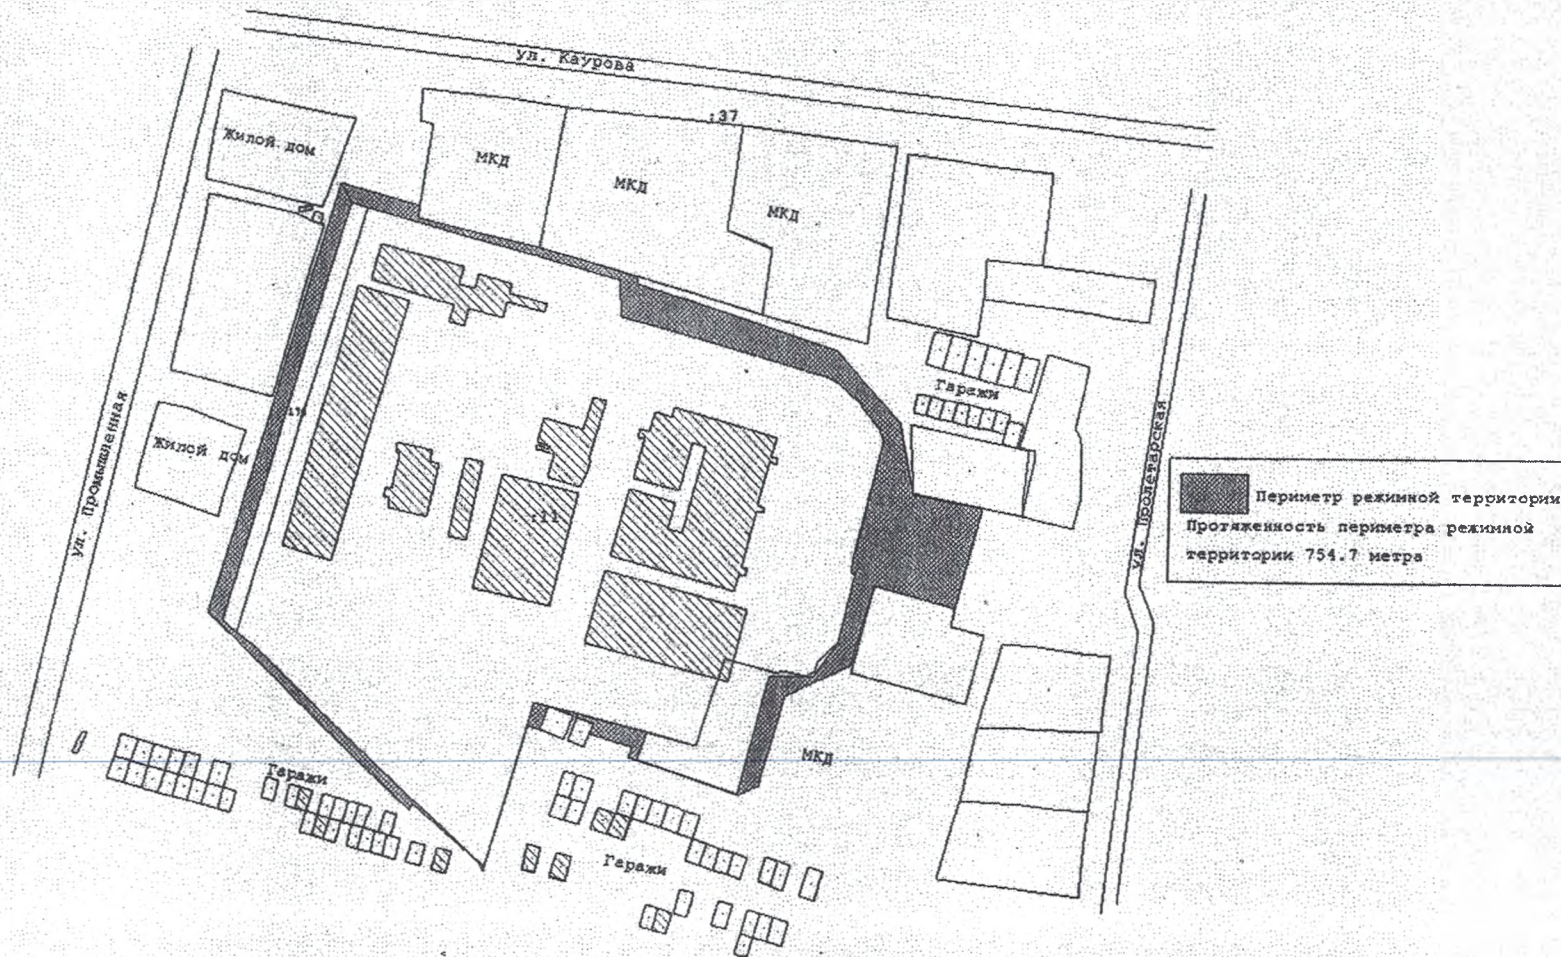 ул. Каурова
:37
Жилой дом
МКД
МКД
МКД
Гаражи
ул. Промышленная
Жилой дом
:11
ул. Пролетарская
Периметр режимной территории
Протяженность периметра режимной
территории 754.7 метра
МКД
Гаражи
Гаражи